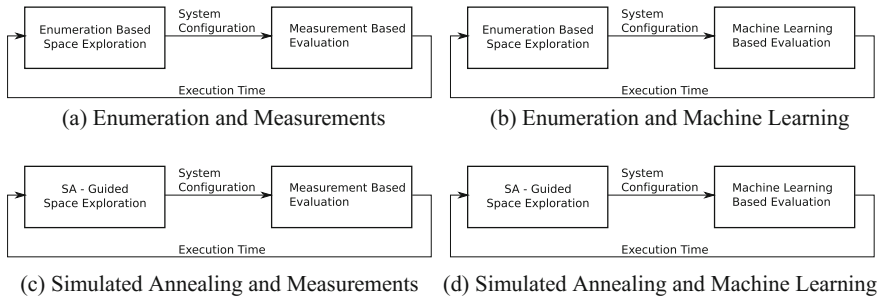 Enumeration Based
Space Exploration
System
Configuration
Measurement Based
Evaluation
Execution Time
(a) Enumeration and Measurements
Enumeration Based
Space Exploration
System
Configuration
Machine Learning
Based Evaluation
Execution Time
(b) Enumeration and Machine Learning
SA - Guided
Space Exploration
System
Configuration
Measurement Based
Evaluation
Execution Time
(c) Simulated Annealing and Measurements
SA - Guided
Space Exploration
System
Configuration
Machine Learning
Based Evaluation
Execution Time
(d) Simulated Annealing and Machine Learning